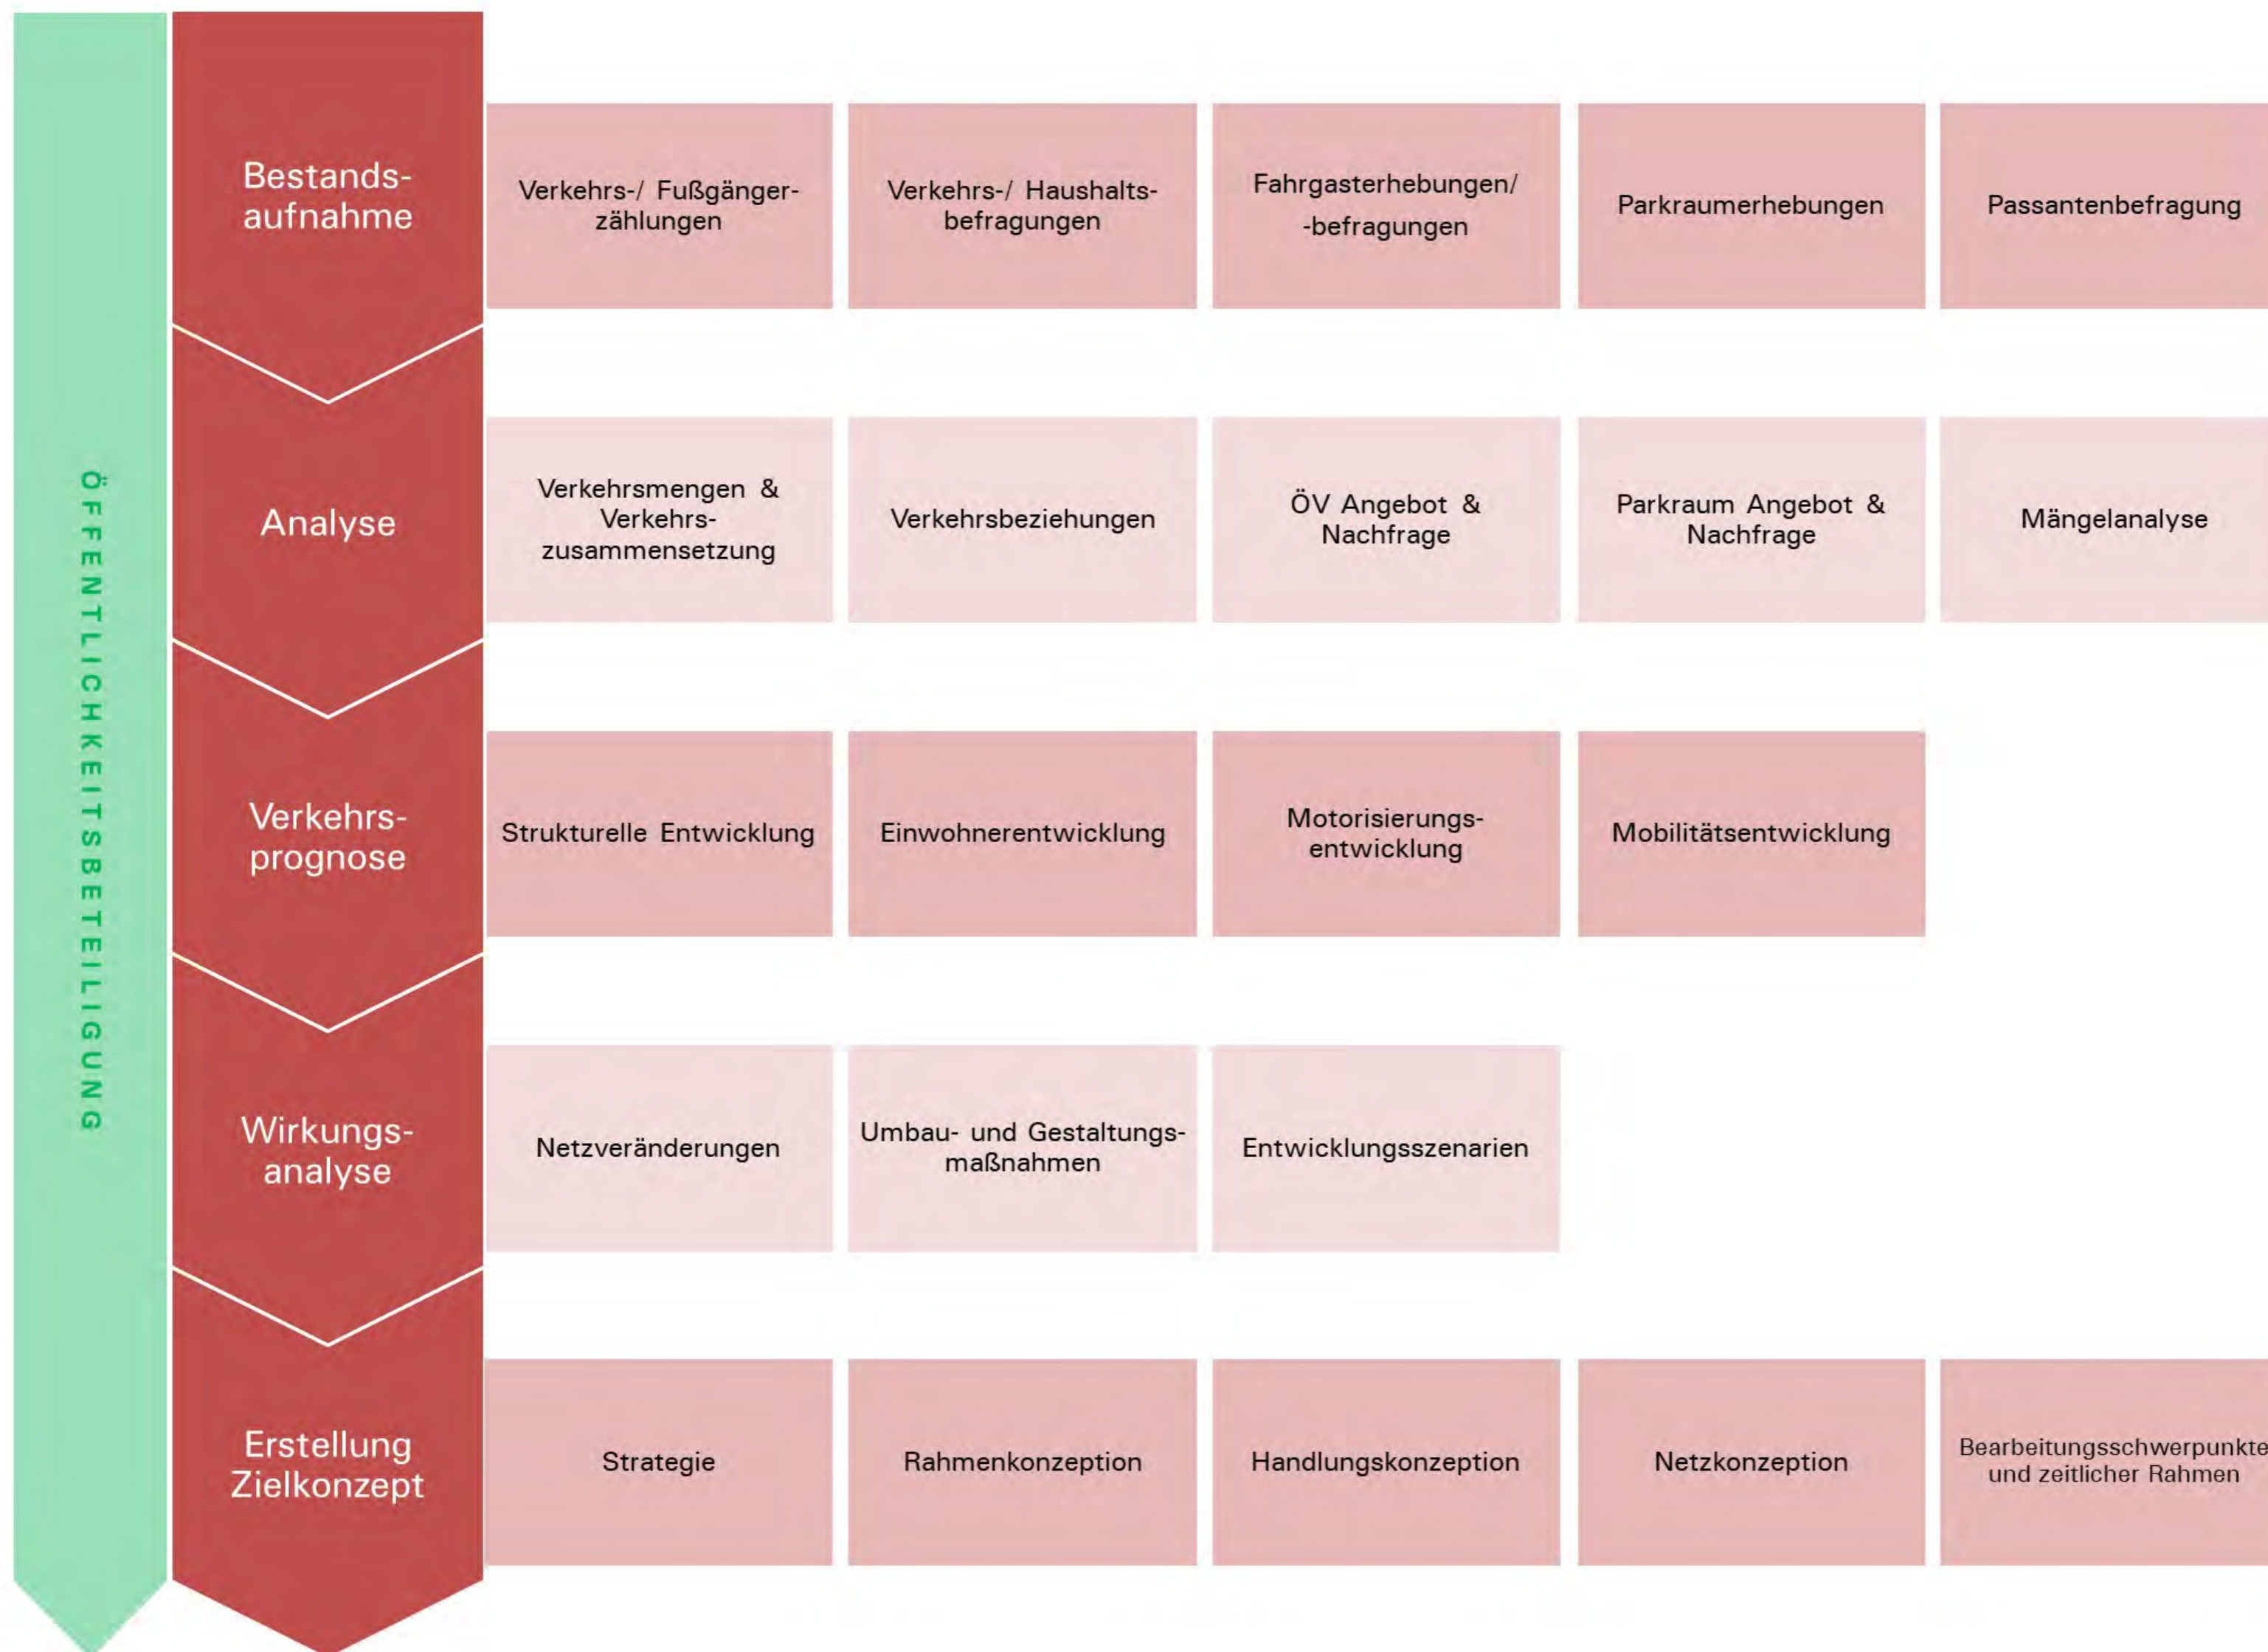 ÖFFENTLICHKEITSBETEILIGUNG
Bestands-
aufnahme
Verkehrs-/ Fußgänger-
zählungen
Verkehrs-/ Haushalts-
befragungen
Fahrgasterhebungen/
-befragungen
Parkraumerhebungen
Passantenbefragung
Analyse
Verkehrsmengen &
Verkehrs-
zusammensetzung
Verkehrsbeziehungen
ÖV Angebot &
Nachfrage
Parkraum Angebot &
Nachfrage
Mängelanalyse
Verkehrs-
prognose
Strukturelle Entwicklung
Einwohnerentwicklung
Motorisierungs-
entwicklung
Mobilitätsentwicklung
Wirkungs-
analyse
Netzveränderungen
Umbau- und Gestaltungs-
maßnahmen
Entwicklungsszenarien
Erstellung
Zielkonzept
Strategie
Rahmenkonzeption
Handlungskonzeption
Netzkonzeption
Bearbeitungsschwerpunkte
und zeitlicher Rahmen